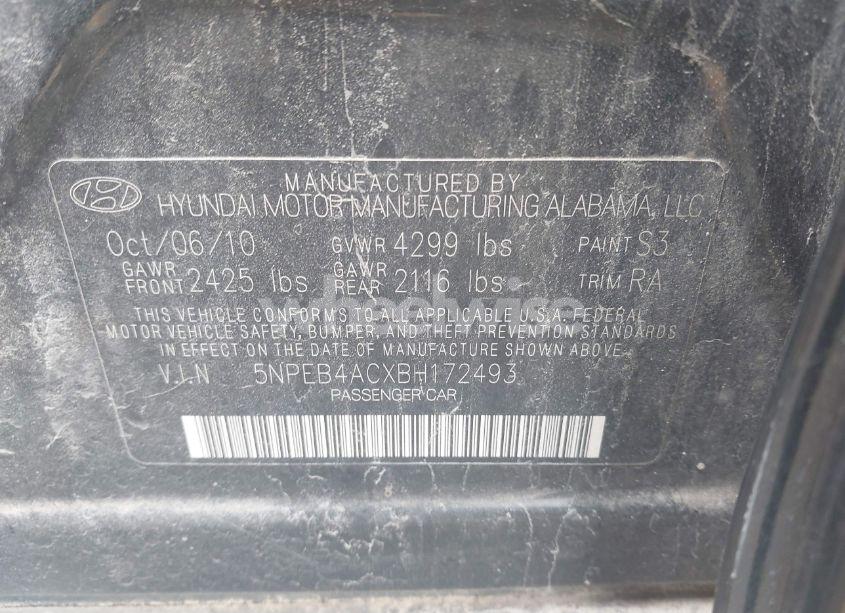 MANUFACTURED BY
HYUNDAI MOTOR MANUFACTURING ALABAMA, LLC
Oct/06/10 GVWR 4299 lbs PAINT S3
GAWR FRONT 2425 lbs GAWR REAR 2116 lbs TRIM RA
THIS VEHICLE CONFORMS TO ALL APPLICABLE U.S.A. FEDERAL
MOTOR VEHICLE SAFETY, BUMPER, AND THEFT PREVENTION STANDARDS
IN EFFECT ON THE DATE OF MANUFACTURE SHOWN ABOVE.
V.I.N 5NPEB4ACXBH172493
PASSENGER CAR